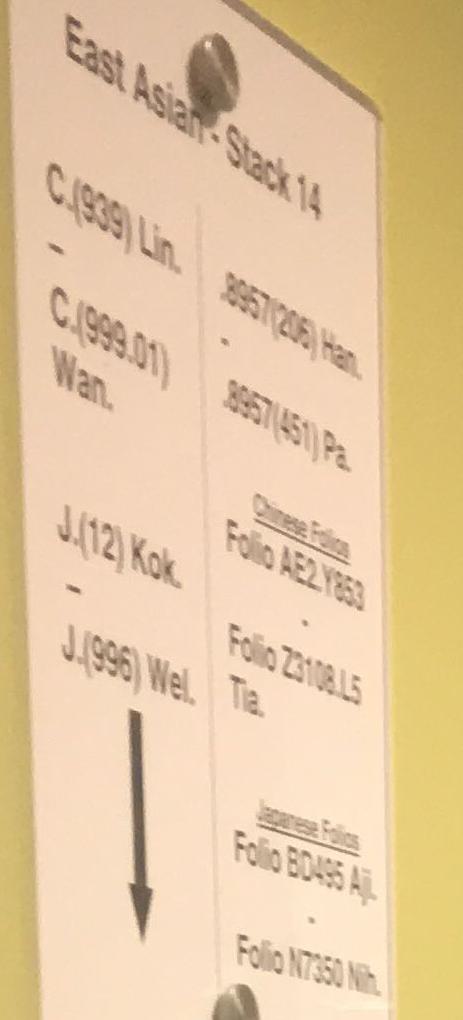 East Asian - Stack 14
C.(939) Lin.
-
C.(999.01)
Wan.
J.(12) Kok.
-
J.(996) Wel.
.8957(206) Han.
-
.8957(451) Pa.
Chinese Folios
Folio AE2.Y853
-
Folio Z3108.L5
Tia.
Japanese Folios
Folio BD495 Aji.
-
Folio N7350 Nih.